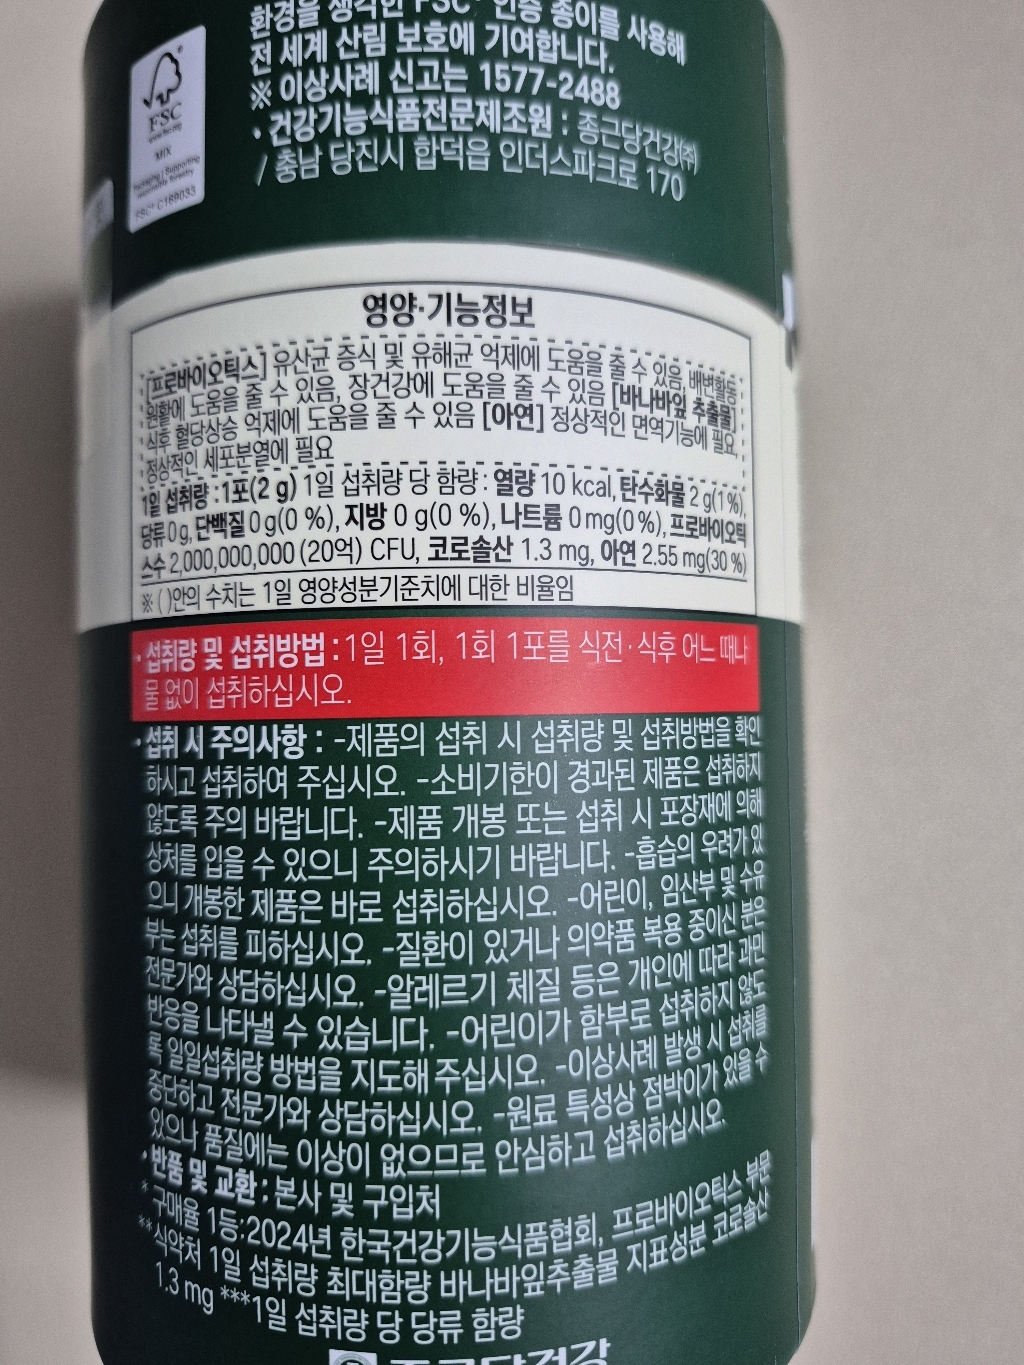 환경을 생각한 FSC® 인증 종이를 사용해
전 세계 산림 보호에 기여합니다.
※ 이상사례 신고는 1577-2488
· 건강기능식품전문제조원 : 종근당건강㈜
/ 충남 당진시 합덕읍 인더스파크로 170
FSC
www.fsc.org
MIX
Packaging | Supporting
responsible forestry
FSC® C169033
영양·기능정보
[프로바이오틱스] 유산균 증식 및 유해균 억제에 도움을 줄 수 있음, 배변활동
원활에 도움을 줄 수 있음, 장건강에 도움을 줄 수 있음 [바나바잎 추출물]
식후 혈당상승 억제에 도움을 줄 수 있음 [아연] 정상적인 면역기능에 필요,
정상적인 세포분열에 필요
1일 섭취량 : 1포(2 g) 1일 섭취량 당 함량 : 열량 10 kcal, 탄수화물 2 g(1%),
당류 0 g, 단백질 0 g(0 %), 지방 0 g(0 %), 나트륨 0 mg(0%), 프로바이오틱
스수 2,000,000,000 (20억) CFU, 코로솔산 1.3 mg, 아연 2.55 mg(30 %)
※ ( )안의 수치는 1일 영양성분기준치에 대한 비율임
· 섭취량 및 섭취방법 : 1일 1회, 1회 1포를 식전·식후 어느 때나
물 없이 섭취하십시오.
· 섭취 시 주의사항 : -제품의 섭취 시 섭취량 및 섭취방법을 확인
하시고 섭취하여 주십시오. -소비기한이 경과된 제품은 섭취하지
않도록 주의 바랍니다. -제품 개봉 또는 섭취 시 포장재에 의해
상처를 입을 수 있으니 주의하시기 바랍니다. -흡습의 우려가 있
으니 개봉한 제품은 바로 섭취하십시오. -어린이, 임산부 및 수유
부는 섭취를 피하십시오. -질환이 있거나 의약품 복용 중이신 분은
전문가와 상담하십시오. -알레르기 체질 등은 개인에 따라 과민
반응을 나타낼 수 있습니다. -어린이가 함부로 섭취하지 않도
록 일일섭취량 방법을 지도해 주십시오. -이상사례 발생 시 섭취를
중단하고 전문가와 상담하십시오. -원료 특성상 점박이가 있을 수
있으나 품질에는 이상이 없으므로 안심하고 섭취하십시오.
· 반품 및 교환 : 본사 및 구입처
* 구매율 1등:2024년 한국건강기능식품협회, 프로바이오틱스 부문
**식약처 1일 섭취량 최대함량 바나바잎추출물 지표성분 코로솔산
1.3 mg ***1일 섭취량 당 당류 함량
종근당건강